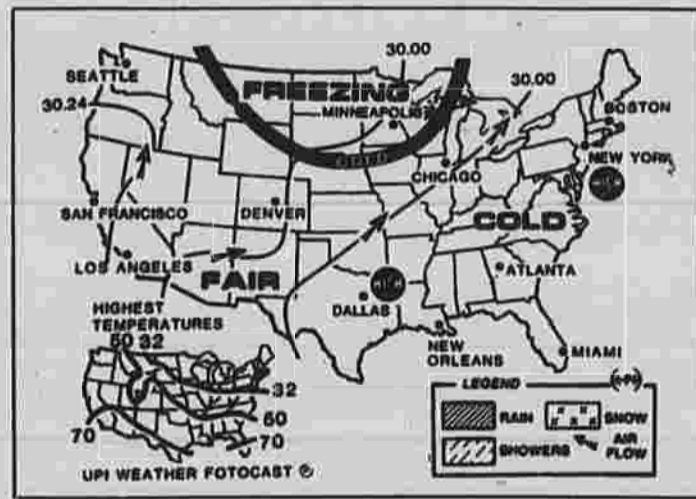 SEATTLE
30.24
FREEZING
30.00
30.00
MINNEAPOLIS
BOSTON
NEW YORK
CHICAGO
SAN FRANCISCO
DENVER
COLD
LOS ANGELES
FAIR
ATLANTA
DALLAS
HIGHEST
TEMPERATURES
NEW
ORLEANS
MIAMI
50 32
32
50
70
70
LEGEND
RAIN
SNOW
SHOWERS
AIR
FLOW
UPI WEATHER FOTOCAST ®